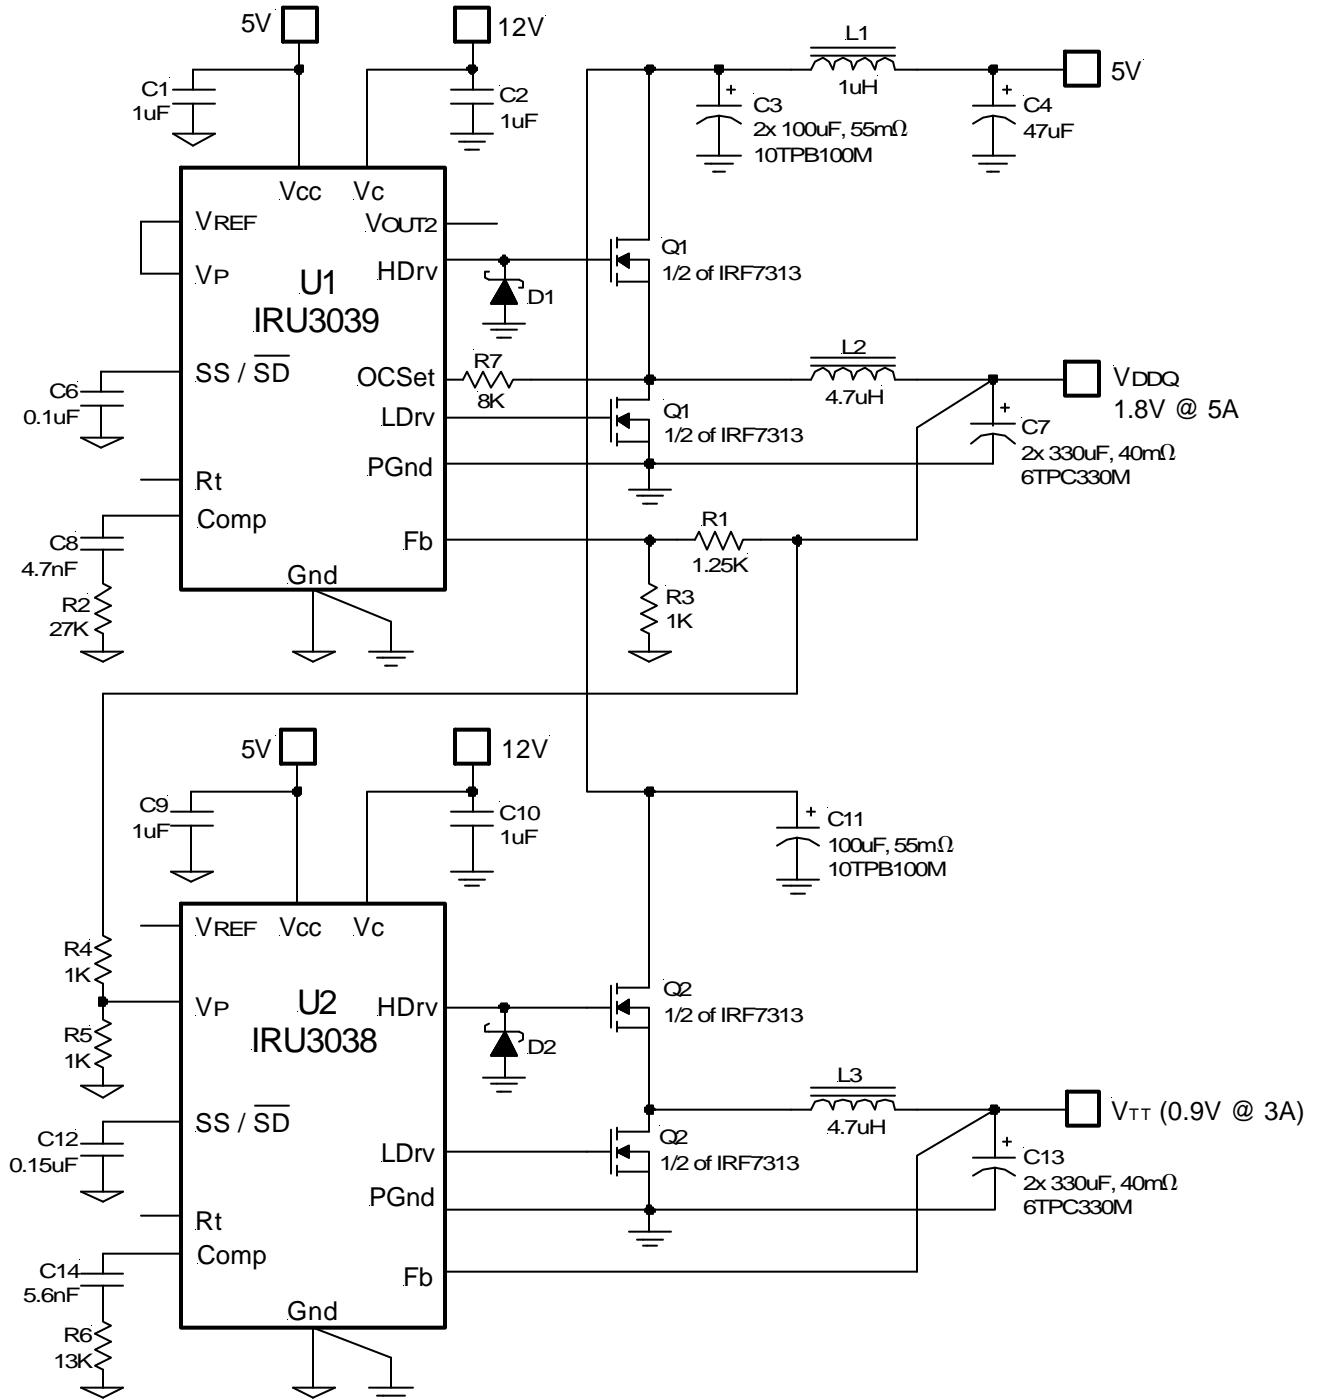 5V
12V
C1
1uF
C2
1uF
L1
1uH
5V
+
C3
2x 100uF, 55mΩ
10TPB100M
+
C4
47uF
Vcc
Vc
VREF
VOUT2
VP
HDrv
U1
IRU3039
D1
Q1
1/2 of IRF7313
SS / SD
OCSet
R7
8K
L2
4.7uH
VDDQ
1.8V @ 5A
C6
0.1uF
LDrv
Q1
1/2 of IRF7313
+
C7
2x 330uF, 40mΩ
6TPC330M
PGnd
Rt
Comp
C8
4.7nF
Fb
R1
1.25K
Gnd
R2
27K
R3
1K
5V
12V
C9
1uF
C10
1uF
+
C11
100uF, 55mΩ
10TPB100M
VREF
Vcc
Vc
R4
1K
VP
HDrv
U2
IRU3038
D2
Q2
1/2 of IRF7313
R5
1K
L3
4.7uH
VTT (0.9V @ 3A)
SS / SD
C12
0.15uF
LDrv
Q2
1/2 of IRF7313
+
C13
2x 330uF, 40mΩ
6TPC330M
PGnd
Rt
Comp
C14
5.6nF
Fb
Gnd
R6
13K